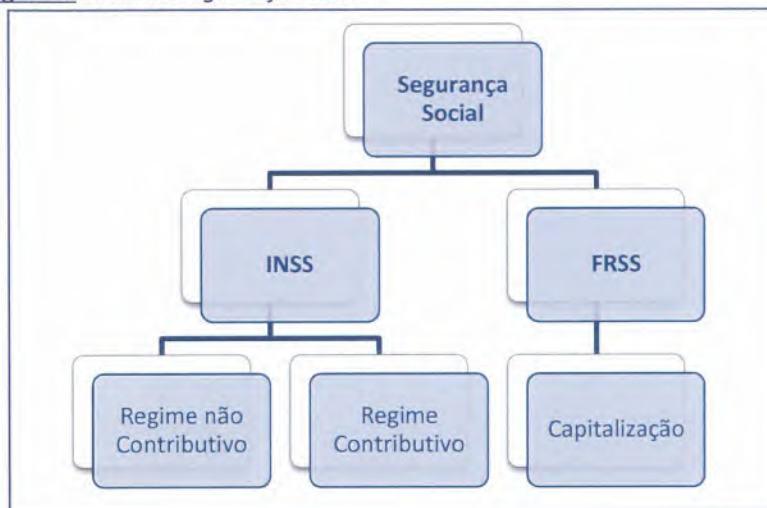 Segurança
Social
INSS
FRSS
Regime não
Contributivo
Regime
Contributivo
Capitalização